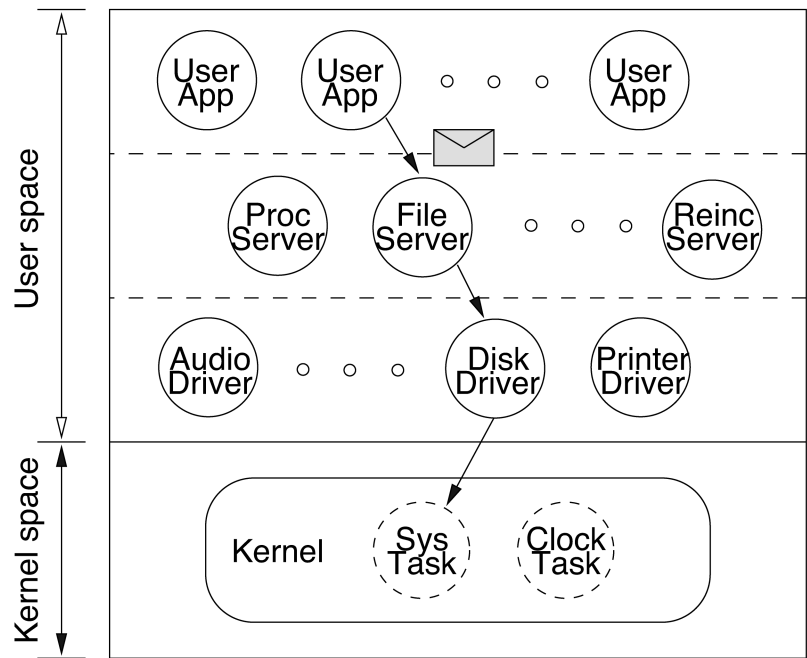 User space
User
App
User
App
User
App
Proc
Server
File
Server
Reinc
Server
Audio
Driver
Disk
Driver
Printer
Driver
Kernel space
Kernel
Sys
Task
Clock
Task